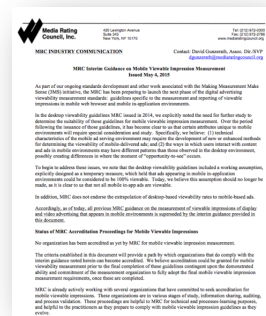 Media Rating
Council, Inc.
420 Lexington Avenue
Suite 343
New York, NY 10170
MRC INDUSTRY COMMUNICATION
Contact: David Gunzerath, Assoc. Dir./SVP
dgunzerath@mediaratingcouncil.org
MRC Interim Guidance on Mobile Viewable Impression Measurement
Issued May 4, 2015
As part of our ongoing standards development and other work associated with the Making Measurement Make
Sense (3MS) initiative, the MRC has been preparing to launch the next phase of the digital advertising
viewability measurement standards: guidelines specific to the measurement and reporting of viewable
impressions in mobile web browser and mobile in application environments.
In the desktop viewability guidelines MRC issued in 2014, we explicitly noted the need for further study to
determine the suitability of these guidelines for mobile viewable impression measurement. Over the period
following the issuance of these guidelines, it has become clear to us that certain attributes unique to mobile
environments will require special consideration and study. Specifically, we believe: (1) technical
characteristics of the mobile ad serving environment may require the development of new or enhanced methods
for determining the viewability of mobile-delivered ads; and (2) the ways in which users interact with content
and ads in mobile environments may have different patterns than those observed in the desktop environment,
possibly creating differences in where the moment of "opportunity-to-see" occurs.
To begin to address these issues, we note that the desktop viewability guidelines included a working assumption,
explicitly designed as a temporary measure, which held that ads appearing in mobile in-application
environments could be considered to be 100% viewable. Today, we believe this assumption should no longer be
made, as it is clear to us that not all mobile in-app ads are viewable.
In addition, MRC does not endorse the extrapolation of desktop-based viewability rates to mobile-based ads.
Accordingly, as of today, all previous MRC guidance on the measurement of viewable impressions of display
and video advertising that appears in mobile environments is superseded by the interim guidance provided in
this document.
Status of MRC Accreditation Proceedings for Mobile Viewable Impressions
No organization has been accredited as yet by MRC for mobile viewable impression measurement.
The criteria established in this document will provide a path by which organizations that do comply with the
interim guidance noted herein can become accredited. We believe accreditation could be granted for mobile
viewability measurement prior to the final completion of these guidelines contingent upon the demonstrated
ability and commitment of the measurement organization to fully adopt the final mobile viewable impression
measurement requirements, once those are completed.
MRC is already actively working with several organizations that have committed to seek accreditation for
mobile viewable impressions. These organizations are in various stages of study, information sharing, auditing,
and process validation. These proceedings are helpful to MRC for technical and processes learning purposes,
and helpful to the practitioners as they prepare to comply with mobile viewable impression guidelines as they
evolve.